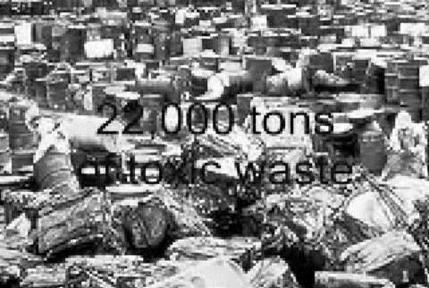 22,000 tons
of toxic waste